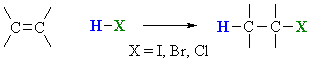 C=C H-X H-C-C-X
X = I, Br, Cl